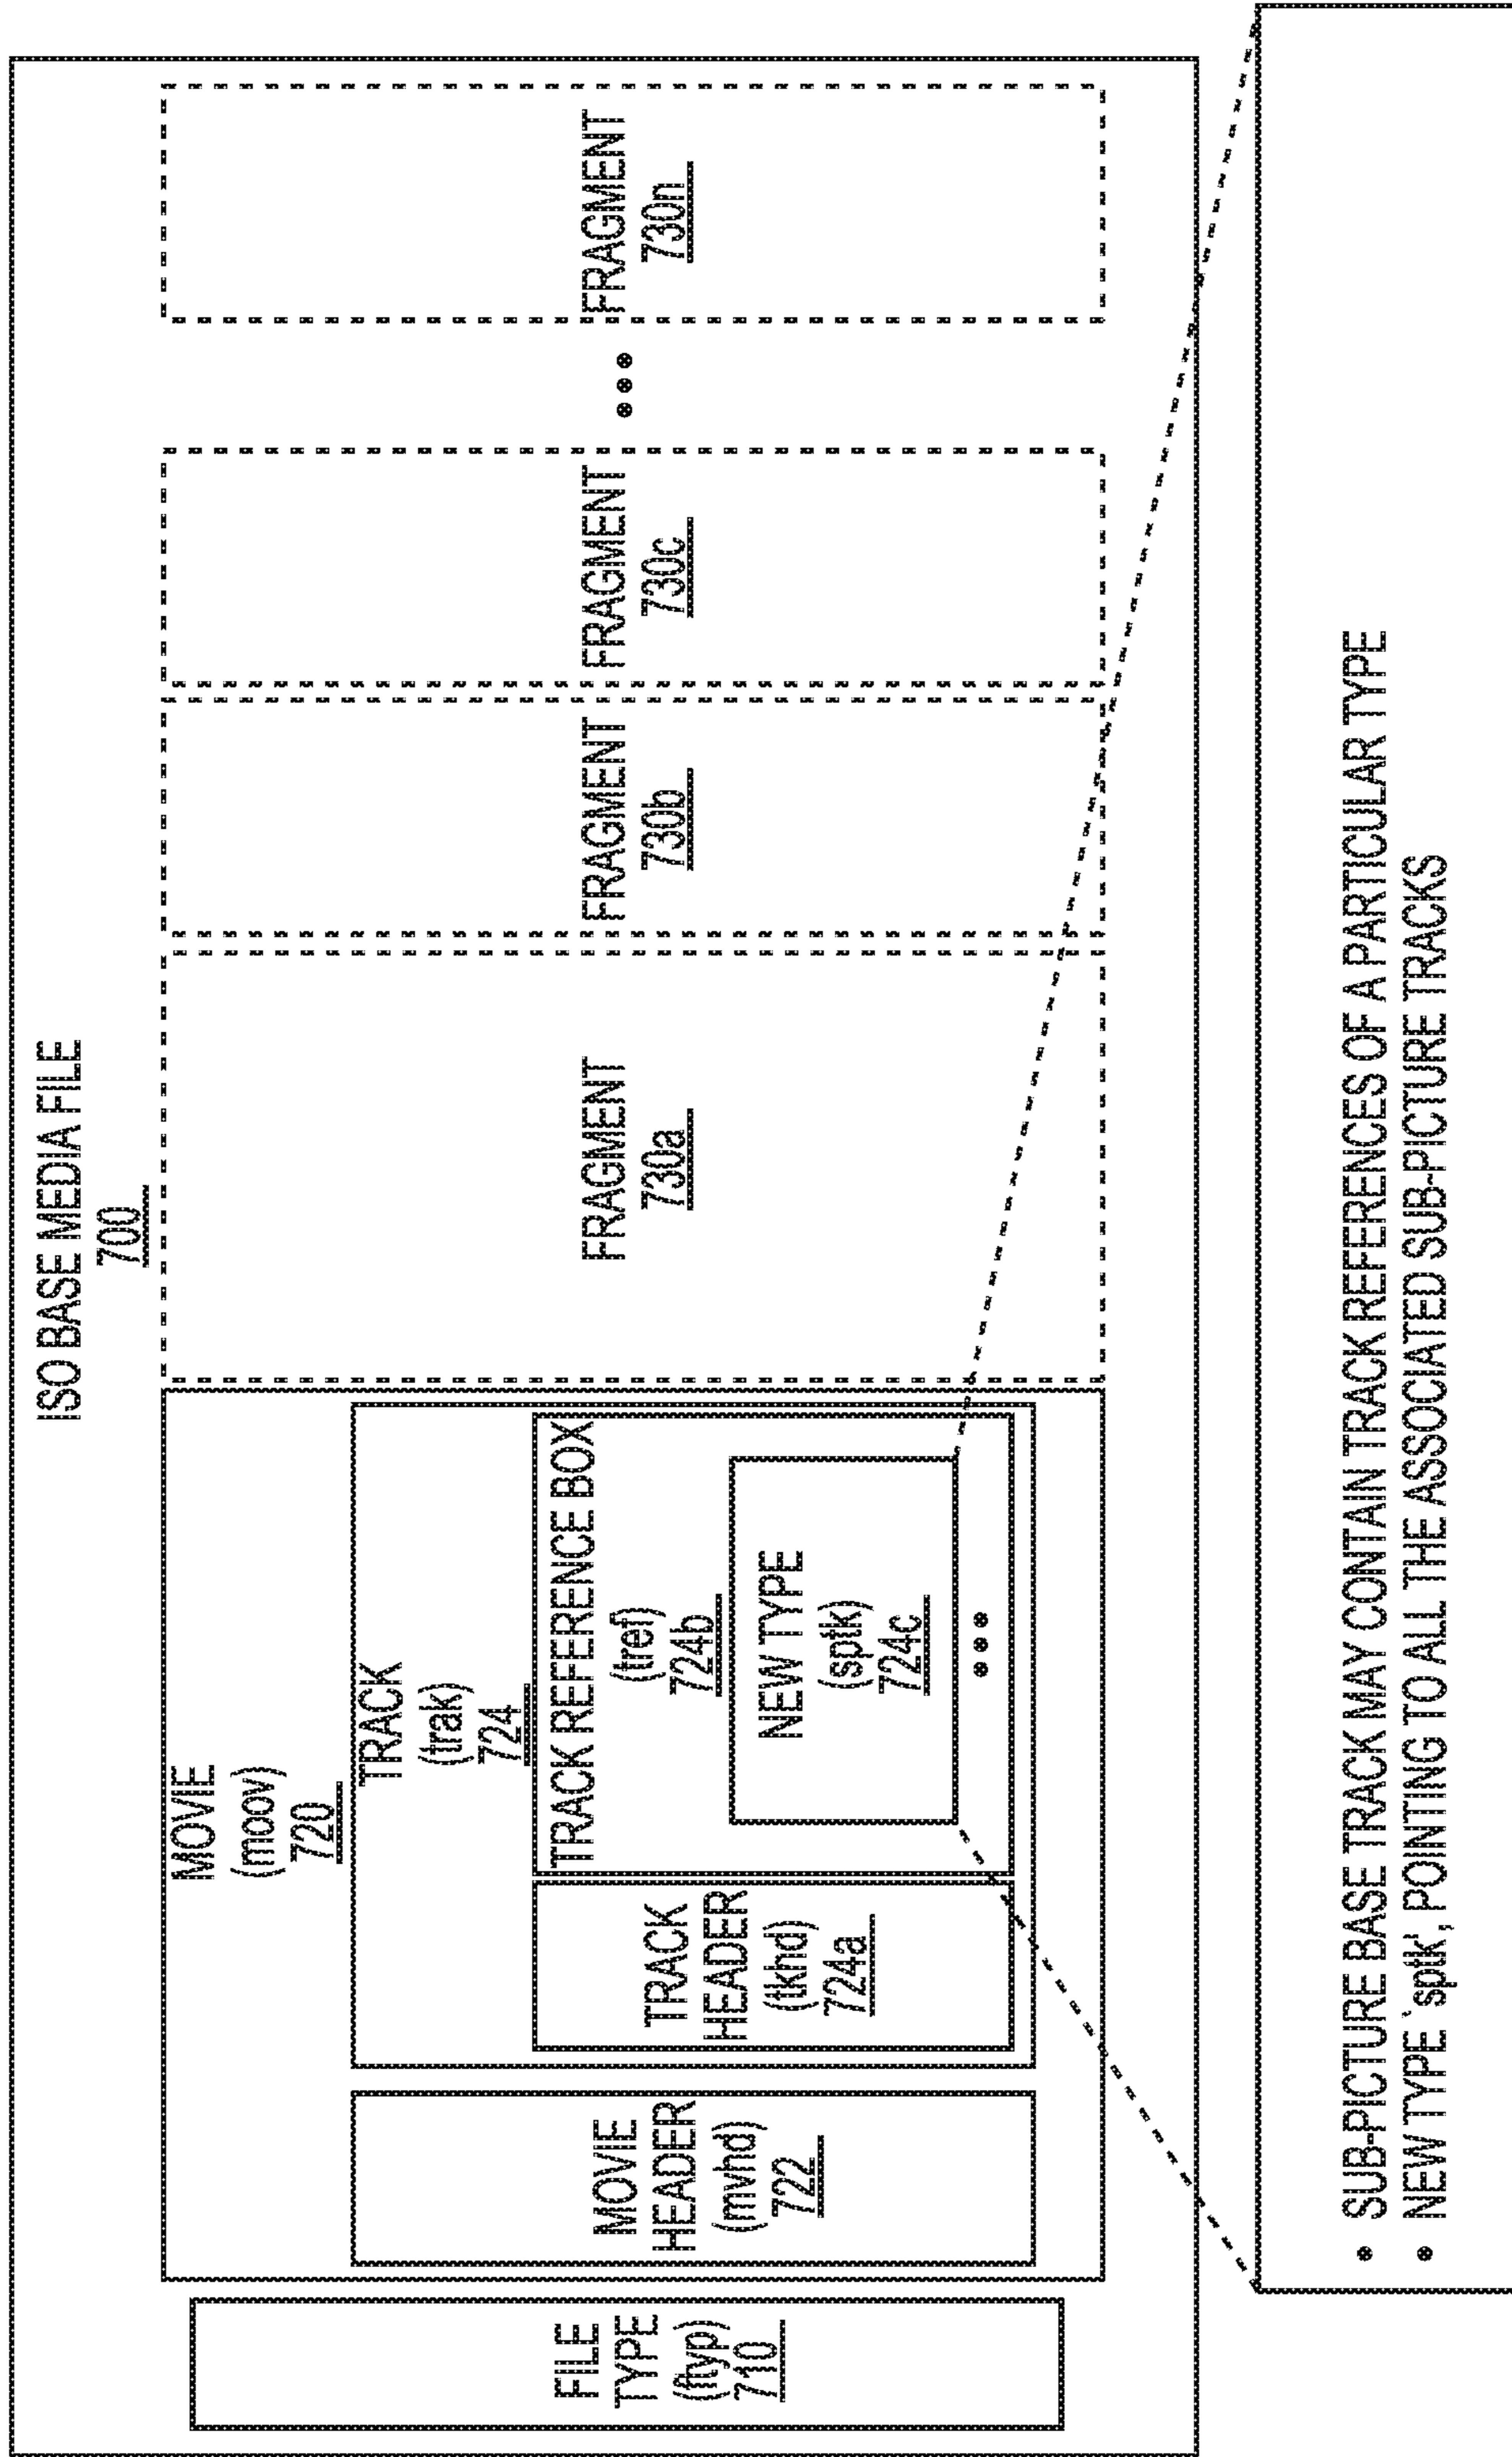 ISO BASE MEDIA FILE
700
FILE
TYPE
(ftyp)
710
MOVIE
(moov)
720
MOVIE
HEADER
(mvhd)
722
TRACK
(trak)
724
TRACK
HEADER
(tkhd)
724a
TRACK REFERENCE BOX
(tref)
724b
NEW TYPE
(sptk)
724c
•••
FRAGMENT
730a
FRAGMENT
730b
FRAGMENT
730c
•••
FRAGMENT
730n
• SUB-PICTURE BASE TRACK MAY CONTAIN TRACK REFERENCES OF A PARTICULAR TYPE
• NEW TYPE `sptk', POINTING TO ALL THE ASSOCIATED SUB-PICTURE TRACKS